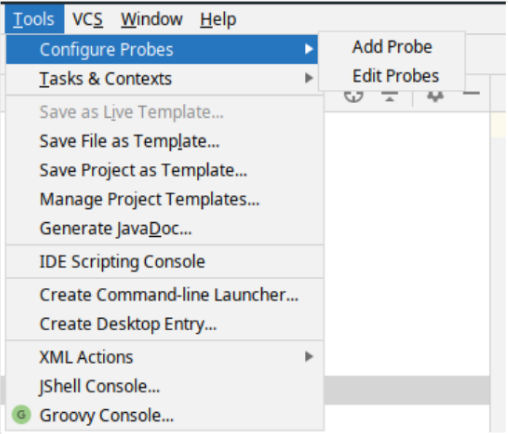 Tools VCS Window Help
Configure Probes
Add Probe
Edit Probes
Tasks & Contexts
Save as Live Template...
Save File as Template...
Save Project as Template...
Manage Project Templates...
Generate JavaDoc...
IDE Scripting Console
Create Command-line Launcher...
Create Desktop Entry...
XML Actions
JShell Console...
G Groovy Console...